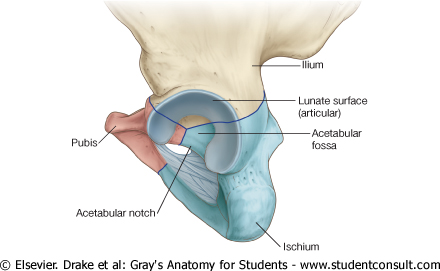 Ilium
Lunate surface
(articular)
Acetabular
fossa
Pubis
Acetabular notch
Ischium
© Elsevier. Drake et al: Gray's Anatomy for Students - www.studentconsult.com